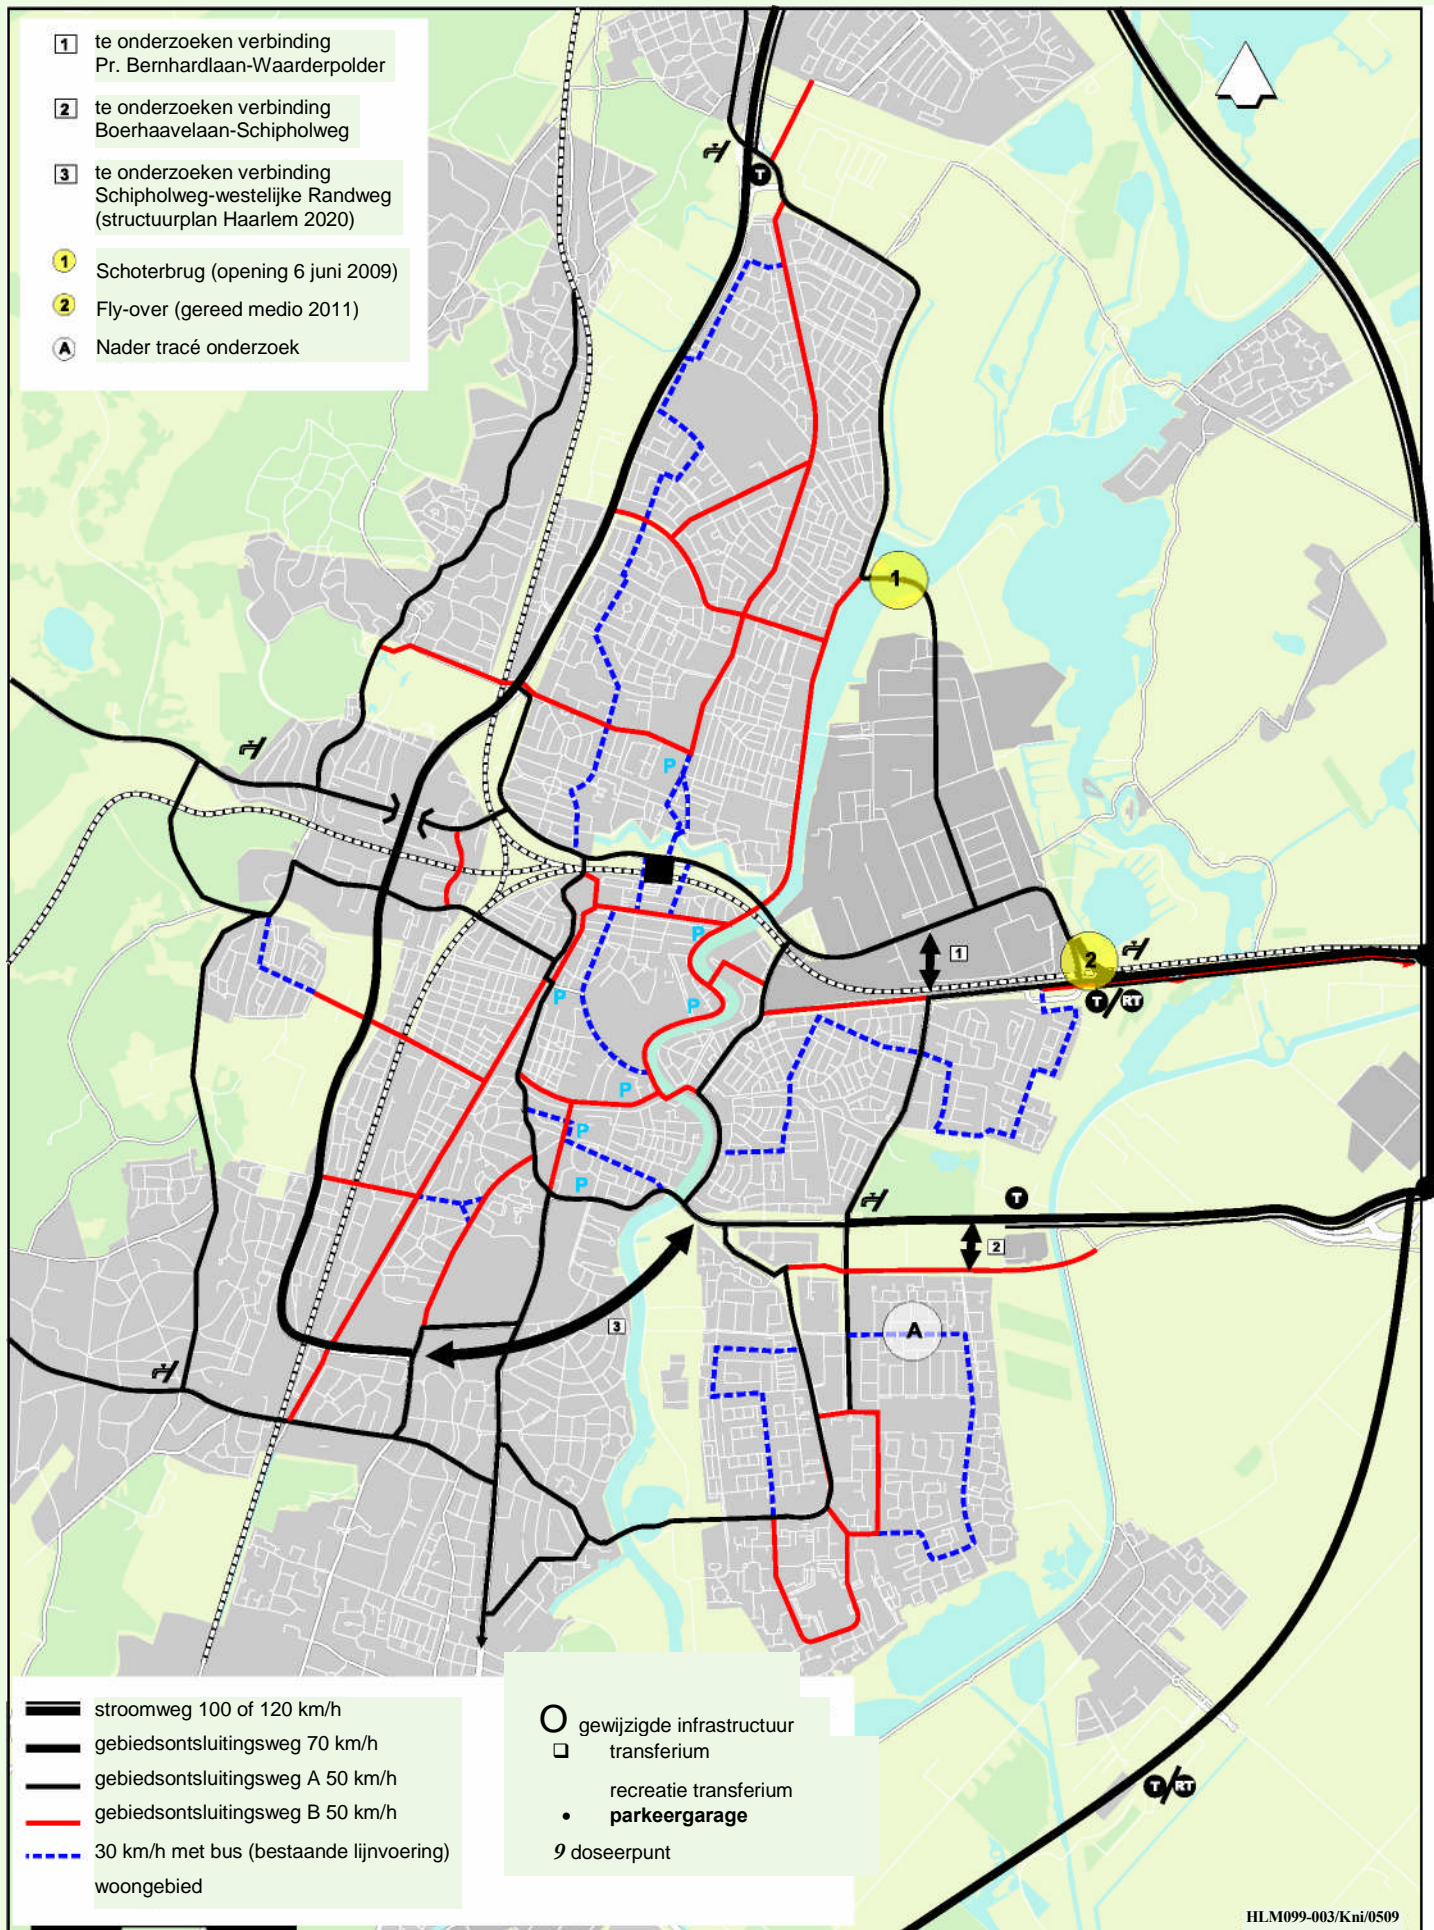 1 te onderzoeken verbinding
Pr. Bernhardlaan-Waarderpolder
2 te onderzoeken verbinding
Boerhaavelaan-Schipholweg
3 te onderzoeken verbinding
Schipholweg-westelijke Randweg
(structuurplan Haarlem 2020)
1 Schoterbrug (opening 6 juni 2009)
2 Fly-over (gereed medio 2011)
A Nader tracé onderzoek
T
1
P
P
1
2
T/RT
P
P
P
P
P
T
2
3
A
T/RT
stroomweg 100 of 120 km/h
gebiedsontsluitingsweg 70 km/h
gebiedsontsluitingsweg A 50 km/h
gebiedsontsluitingsweg B 50 km/h
30 km/h met bus (bestaande lijnvoering)
woongebied
O gewijzigde infrastructuur
❑ transferium
recreatie transferium
• parkeergarage
9 doseerpunt
HLM099-003/Kni/0509